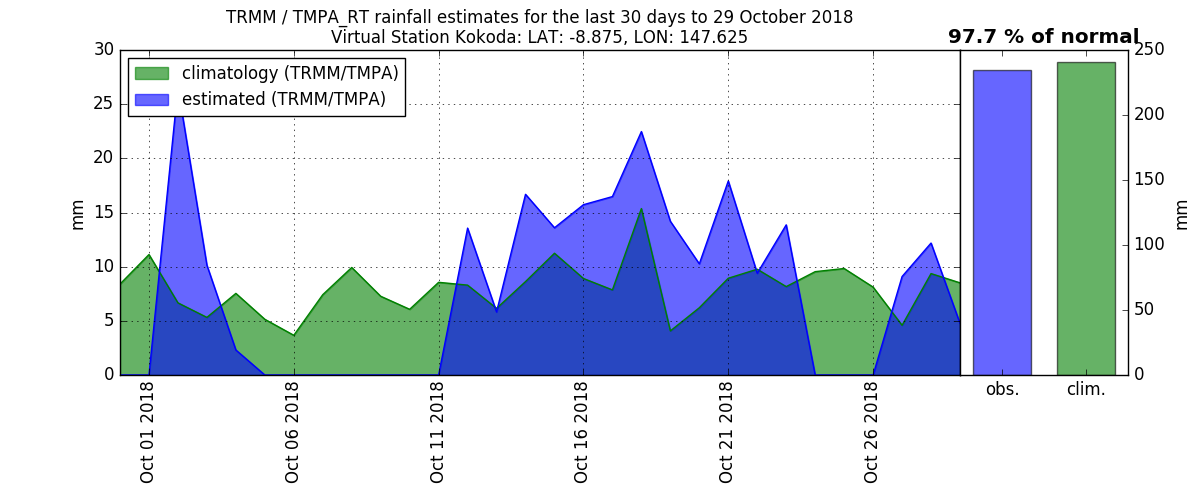 TRMM / TMPA_RT rainfall estimates for the last 30 days to 29 October 2018
Virtual Station Kokoda: LAT: -8.875, LON: 147.625
97.7 % of normal
climatology (TRMM/TMPA)
estimated (TRMM/TMPA)
30
25
20
15
10
5
0
mm
Oct 01 2018
Oct 06 2018
Oct 11 2018
Oct 16 2018
Oct 21 2018
Oct 26 2018
250
200
150
100
50
0
mm
obs.
clim.